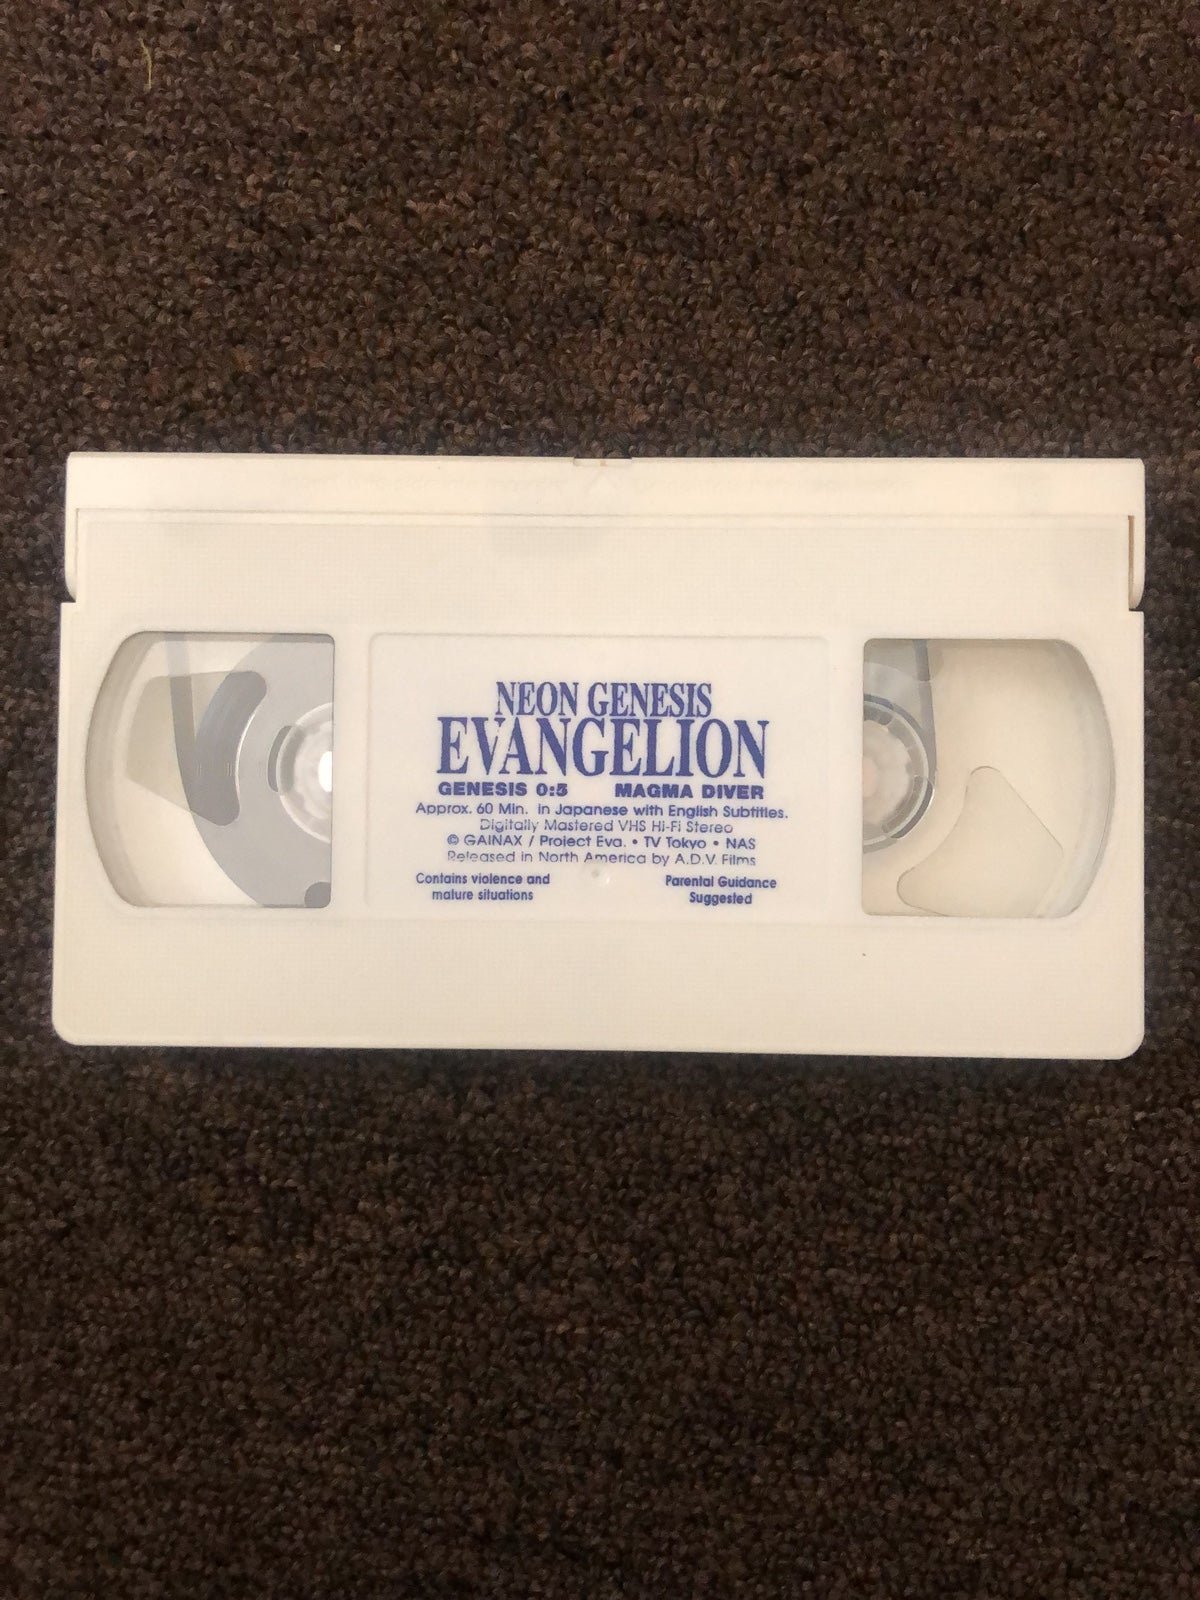 NEON GENESIS
EVANGELION
GENESIS 0:5 MAGMA DIVER
Approx. 60 Min. in Japanese with English Subtitles.
Digitally Mastered VHS Hi-Fi Stereo
© GAINAX / Project Eva. • TV Tokyo • NAS
Released in North America by A.D.V. Films
Contains violence and
mature situations
Parental Guidance
Suggested